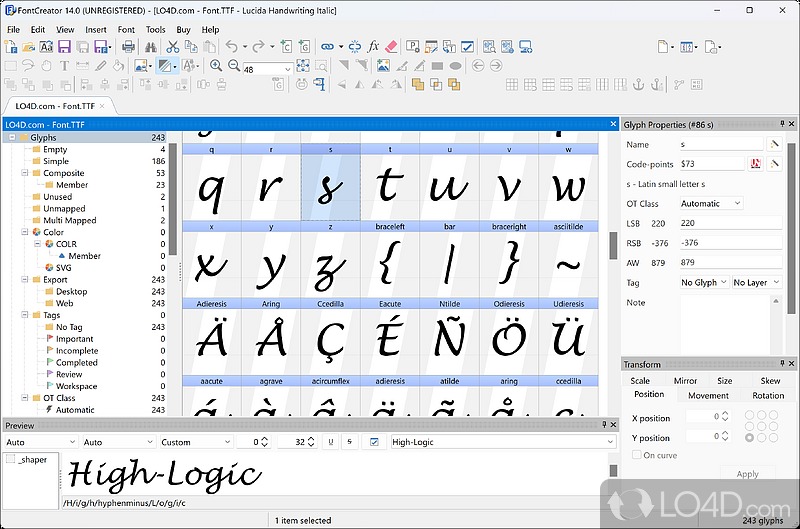 FontCreator 14.0 (UNREGISTERED) - [LO4D.com - Font.TTF - Lucida Handwriting Italic]
File Edit View Insert Format Font Tools Buy Help
48
LO4D.com - Font.TTF
LO4D.com - Font.TTF
Glyphs 243
Empty 4
Simple 186
Composite 53
Member 23
Unused 2
Unmapped 1
Multi Mapped 2
Color 0
COLR 0
Member 0
SVG 0
Export 243
Desktop 243
Web 243
Tags 0
No Tag 243
Important 0
Incomplete 0
Completed 0
Review 0
Workspace 0
OT Class 243
Automatic 243
q r s t u v w
q r s t u v w
x y z braceleft bar braceright asciitilde
x y z { | } ~
Adieresis Aring Ccedilla Eacute Ntilde Odieresis Udieresis
Ä Å Ç É Ñ Ö Ü
aacute agrave acircumflex adieresis atilde aring ccedilla
á à â ä ã å ç
Glyph Properties (#86 s)
Name s
Code-points $73
s - Latin small letter s
OT Class Automatic
LSB 220 220
RSB -376 -376
AW 879 879
Tag No Glyph No Layer
Note
Transform
Scale Mirror Size Skew
Position Movement Rotation
X position 0
Y position 0
On curve
Apply
Preview
Auto Auto Custom 0 32 U S High-Logic
_shaper
High-Logic
/H/i/g/h/hyphenminus/L/o/g/i/c
1 item selected
243 glyphs
LO4D.com